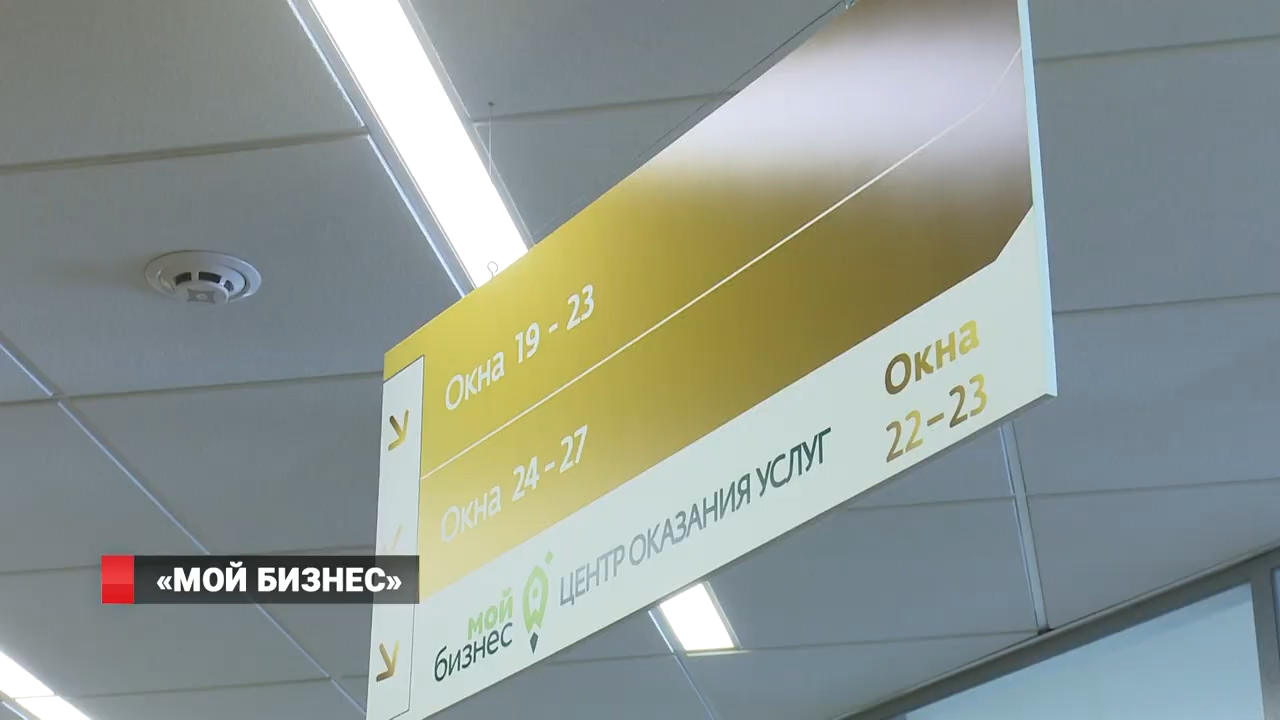 Окна 19 - 23
Окна 24 - 27
мой
бизнес
ЦЕНТР ОКАЗАНИЯ УСЛУГ
Окна
22-23
«МОЙ БИЗНЕС»